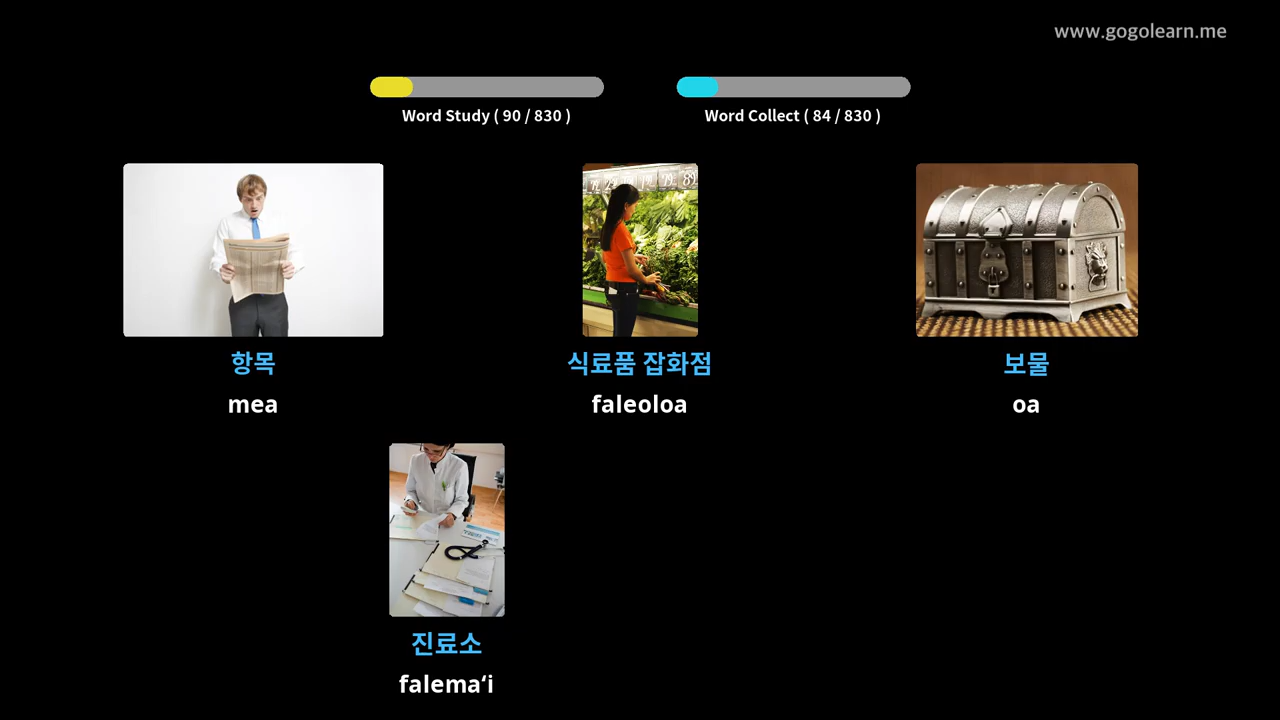 www.gogolearn.me
Word Study ( 90 / 830 )
Word Collect ( 84 / 830 )
항목
식료품 잡화점
보물
mea
faleoloa
oa
진료소
falema‘i